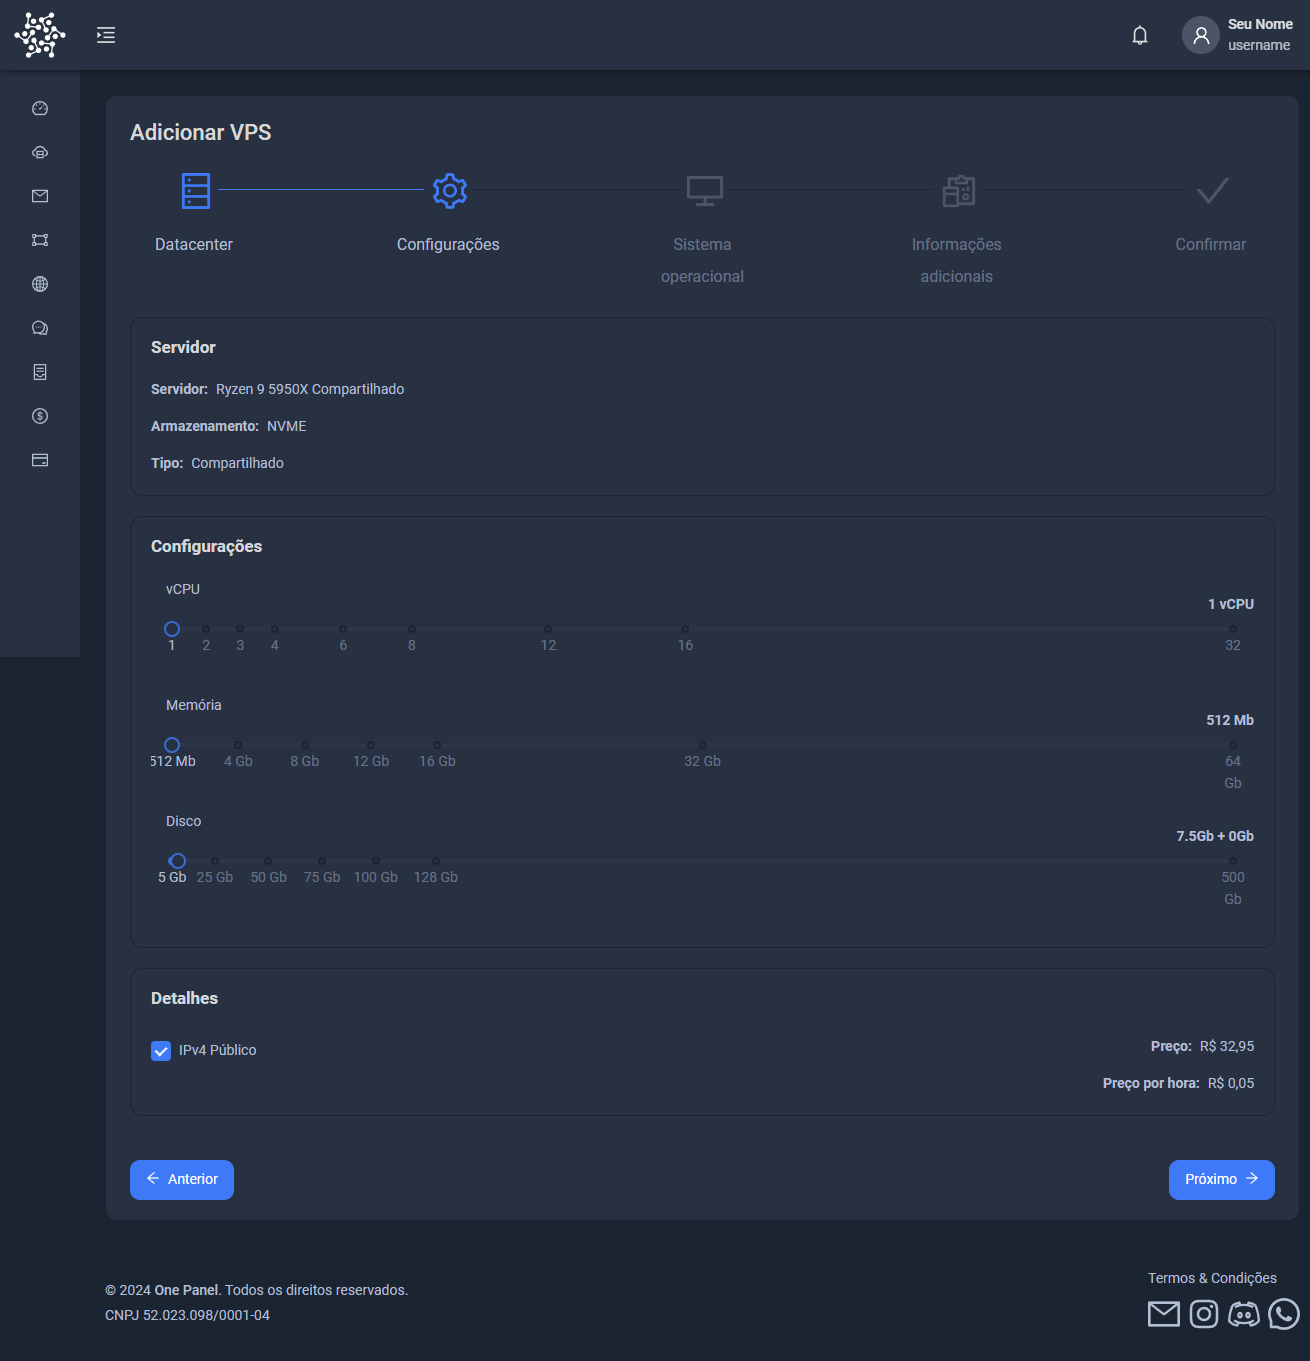 Seu Nome
username
Adicionar VPS
Datacenter
Configurações
Sistema operacional
Informações adicionais
Confirmar
Servidor
Servidor: Ryzen 9 5950X Compartilhado
Armazenamento: NVME
Tipo: Compartilhado
Configurações
vCPU
1 vCPU
1 2 3 4 6 8 12 16 32
Memória
512 Mb
512 Mb 4 Gb 8 Gb 12 Gb 16 Gb 32 Gb 64 Gb
Disco
7.5Gb + 0Gb
5 Gb 25 Gb 50 Gb 75 Gb 100 Gb 128 Gb 500 Gb
Detalhes
IPv4 Público
Preço: R$ 32,95
Preço por hora: R$ 0,05
Anterior
Próximo
© 2024 One Panel. Todos os direitos reservados.
CNPJ 52.023.098/0001-04
Termos & Condições